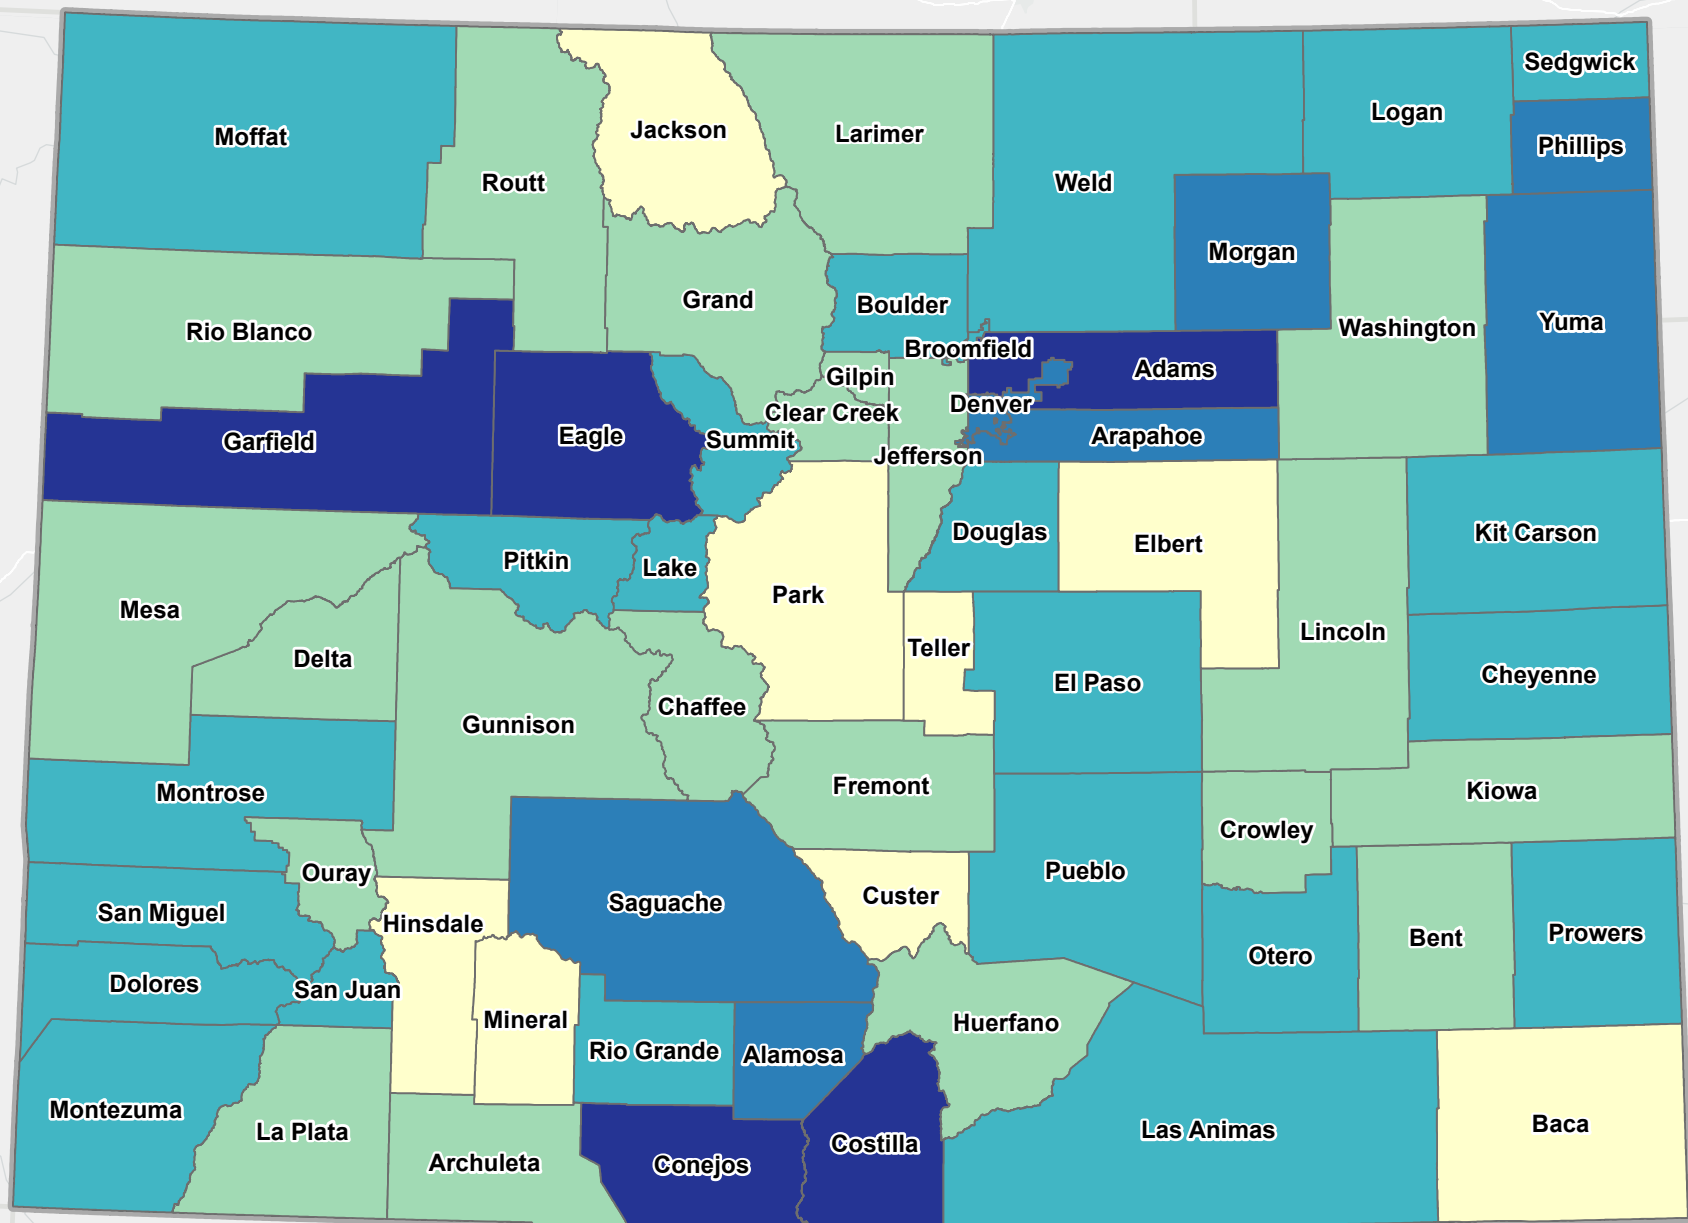 Sedgwick
Logan
Moffat
Jackson
Larimer
Phillips
Routt
Weld
Morgan
Grand
Boulder
Yuma
Rio Blanco
Washington
Broomfield
Gilpin
Adams
Denver
Clear Creek
Garfield
Eagle
Summit
Arapahoe
Jefferson
Douglas
Kit Carson
Elbert
Pitkin
Lake
Park
Mesa
Lincoln
Teller
Delta
Cheyenne
El Paso
Chaffee
Gunnison
Fremont
Kiowa
Montrose
Crowley
Ouray
Pueblo
Custer
Saguache
San Miguel
Hinsdale
Prowers
Bent
Otero
Dolores
San Juan
Mineral
Huerfano
Rio Grande
Alamosa
Montezuma
Baca
La Plata
Las Animas
Costilla
Archuleta
Conejos